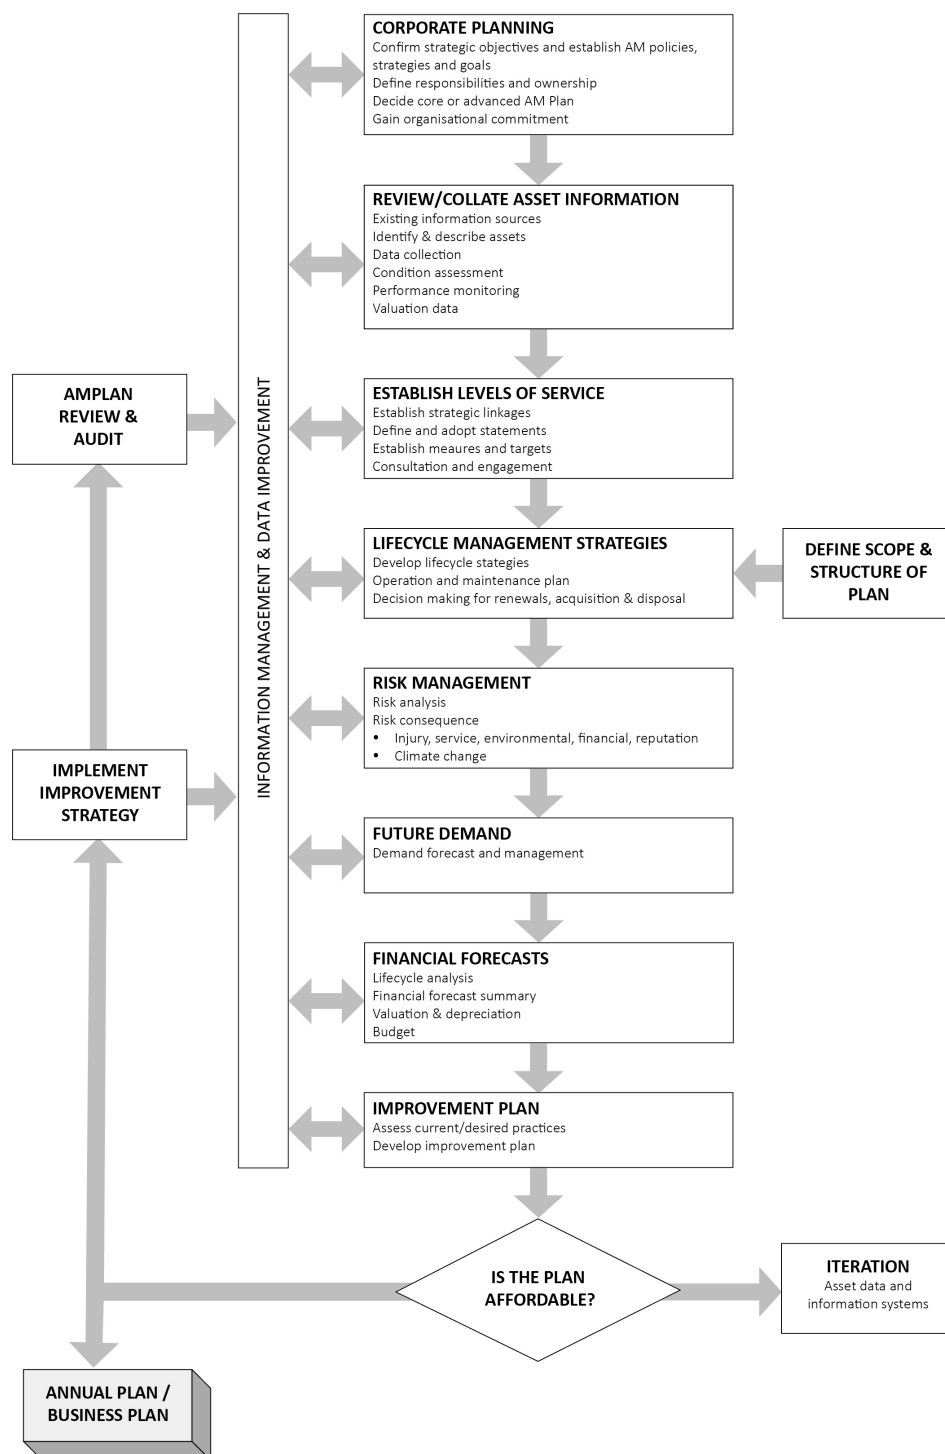 CORPORATE PLANNING
Confirm strategic objectives and establish AM policies,
strategies and goals
Define responsibilities and ownership
Decide core or advanced AM Plan
Gain organisational commitment
REVIEW/COLLATE ASSET INFORMATION
Existing information sources
Identify & describe assets
Data collection
Condition assessment
Performance monitoring
Valuation data
INFORMATION MANAGEMENT & DATA IMPROVEMENT
AMPLAN
REVIEW &
AUDIT
ESTABLISH LEVELS OF SERVICE
Establish strategic linkages
Define and adopt statements
Establish meaures and targets
Consultation and engagement
LIFECYCLE MANAGEMENT STRATEGIES
Develop lifecycle stategies
Operation and maintenance plan
Decision making for renewals, acquisition & disposal
DEFINE SCOPE &
STRUCTURE OF
PLAN
RISK MANAGEMENT
Risk analysis
Risk consequence
• Injury, service, environmental, financial, reputation
• Climate change
IMPLEMENT
IMPROVEMENT
STRATEGY
FUTURE DEMAND
Demand forecast and management
FINANCIAL FORECASTS
Lifecycle analysis
Financial forecast summary
Valuation & depreciation
Budget
IMPROVEMENT PLAN
Assess current/desired practices
Develop improvement plan
IS THE PLAN
AFFORDABLE?
ITERATION
Asset data and
information systems
ANNUAL PLAN /
BUSINESS PLAN